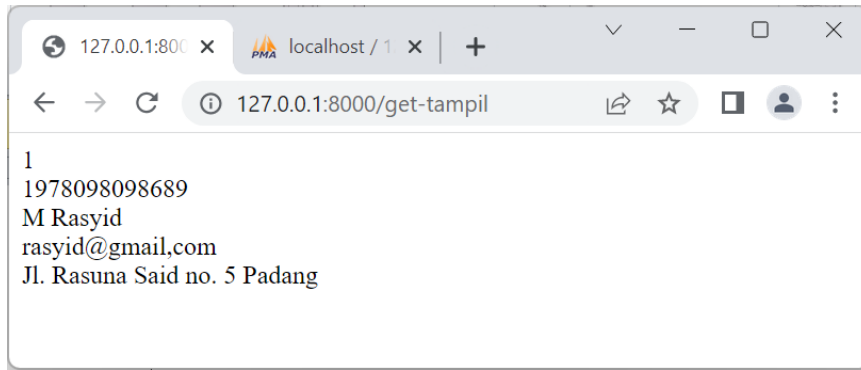 127.0.0.1:800
PMA localhost / 1
127.0.0.1:8000/get-tampil
1
1978098098689
M Rasyid
rasyid@gmail,com
Jl. Rasuna Said no. 5 Padang